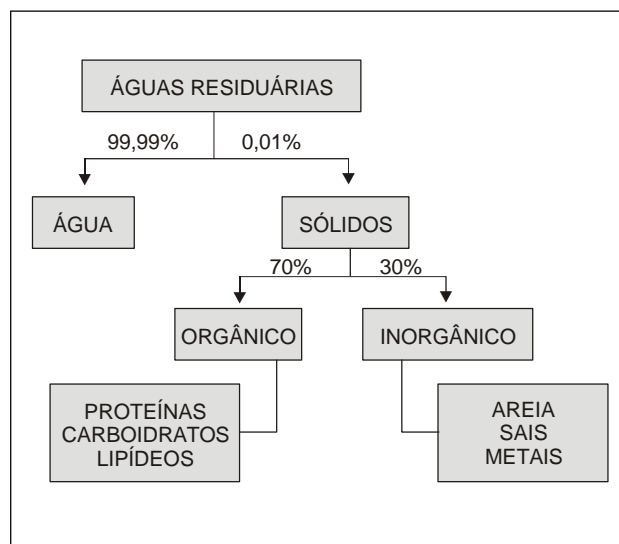 ÁGUAS RESIDUÁRIAS
99,99% 0,01%
ÁGUA SÓLIDOS
70% 30%
ORGÂNICO INORGÂNICO
PROTEÍNAS
CARBOIDRATOS
LIPÍDEOS
AREIA
SAIS
METAIS